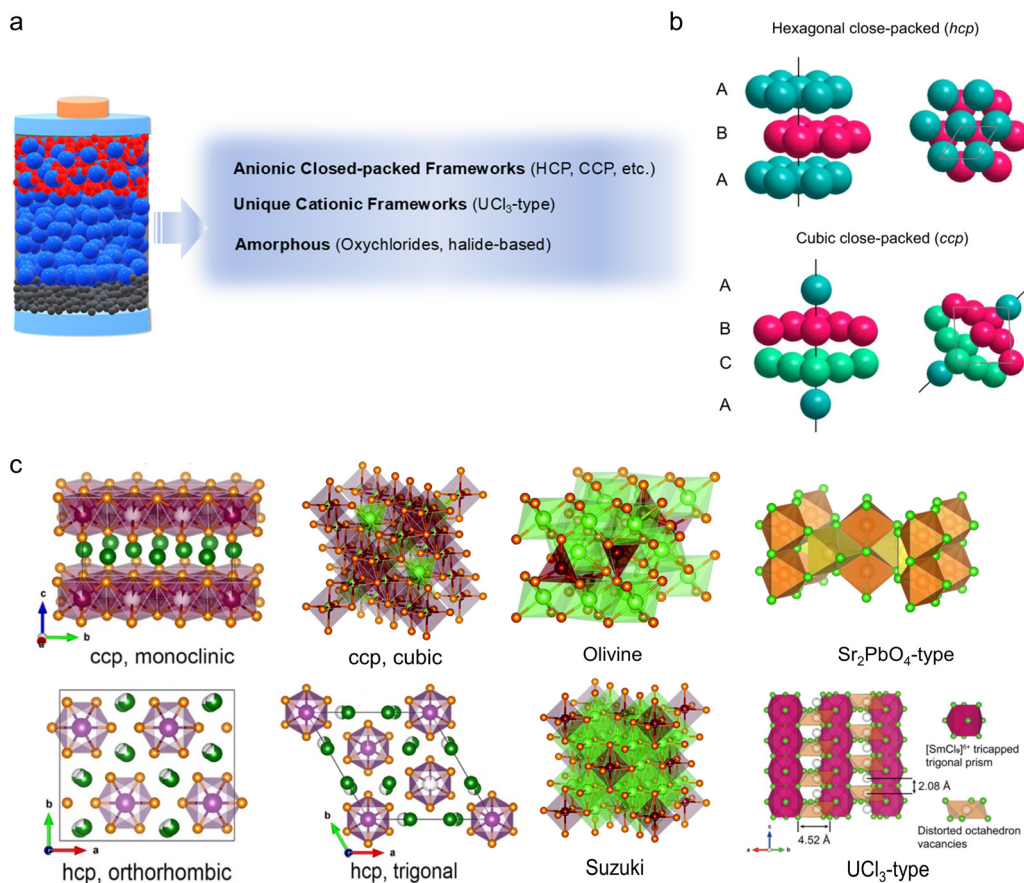 a
Anionic Closed-packed Frameworks (HCP, CCP, etc.)
Unique Cationic Frameworks (UCl₃-type)
Amorphous (Oxychlorides, halide-based)
b
Hexagonal close-packed (hcp)
A
B
A
Cubic close-packed (ccp)
A
B
C
A
c
c
a
b
ccp, monoclinic
ccp, cubic
Olivine
Sr₂PbO₄-type
b
a
hcp, orthorhombic
b
a
hcp, trigonal
Suzuki
[SmCl₉]⁶⁺ tricapped
trigonal prism
2.08 Å
Distorted octahedron
vacancies
4.52 Å
c
a
b
UCl₃-type